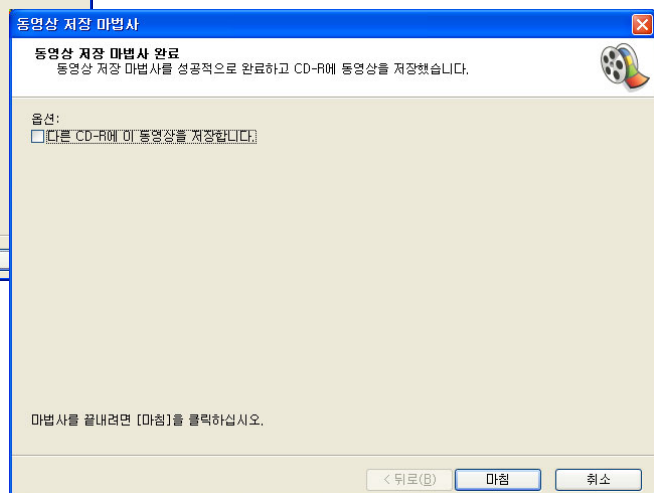 동영상 저장 마법사
동영상 저장 마법사 완료
동영상 저장 마법사를 성공적으로 완료하고 CD-R에 동영상을 저장했습니다.
옵션:
다른 CD-R에 이 동영상을 저장합니다.
마법사를 끝내려면 [마침]을 클릭하십시오.
< 뒤로(B) 마침 취소